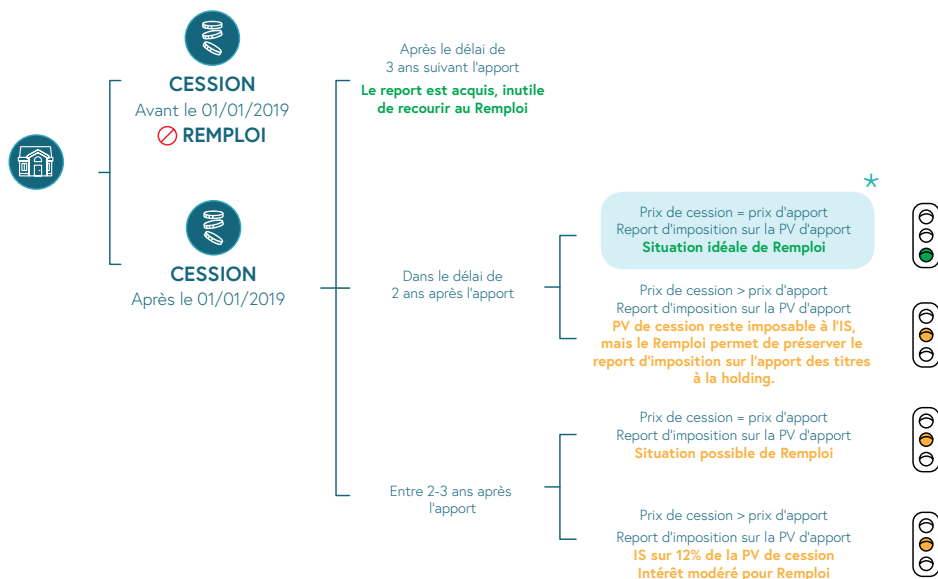 CESSION
Avant le 01/01/2019
REMPLOI
CESSION
Après le 01/01/2019
Après le délai de
3 ans suivant l'apport
Le report est acquis, inutile
de recourir au Remploi
Dans le délai de
2 ans après l'apport
*
Prix de cession = prix d'apport
Report d'imposition sur la PV d'apport
Situation idéale de Remploi
Prix de cession > prix d'apport
Report d'imposition sur la PV d'apport
PV de cession reste imposable à l'IS,
mais le Remploi permet de préserver le
report d'imposition sur l'apport des titres
à la holding.
Entre 2-3 ans après
l'apport
Prix de cession = prix d'apport
Report d'imposition sur la PV d'apport
Situation possible de Remploi
Prix de cession > prix d'apport
Report d'imposition sur la PV d'apport
IS sur 12% de la PV de cession
Intérêt modéré pour Remploi